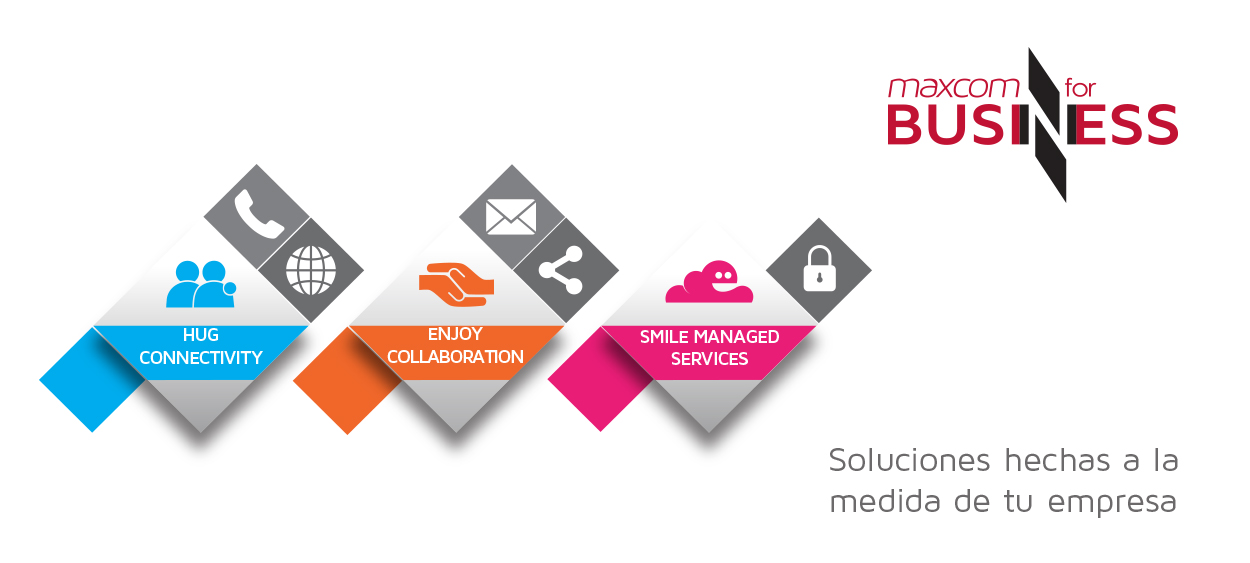 maxcom for
BUSINESS
HUG
CONNECTIVITY
ENJOY
COLLABORATION
SMILE MANAGED
SERVICES
Soluciones hechas a la
medida de tu empresa